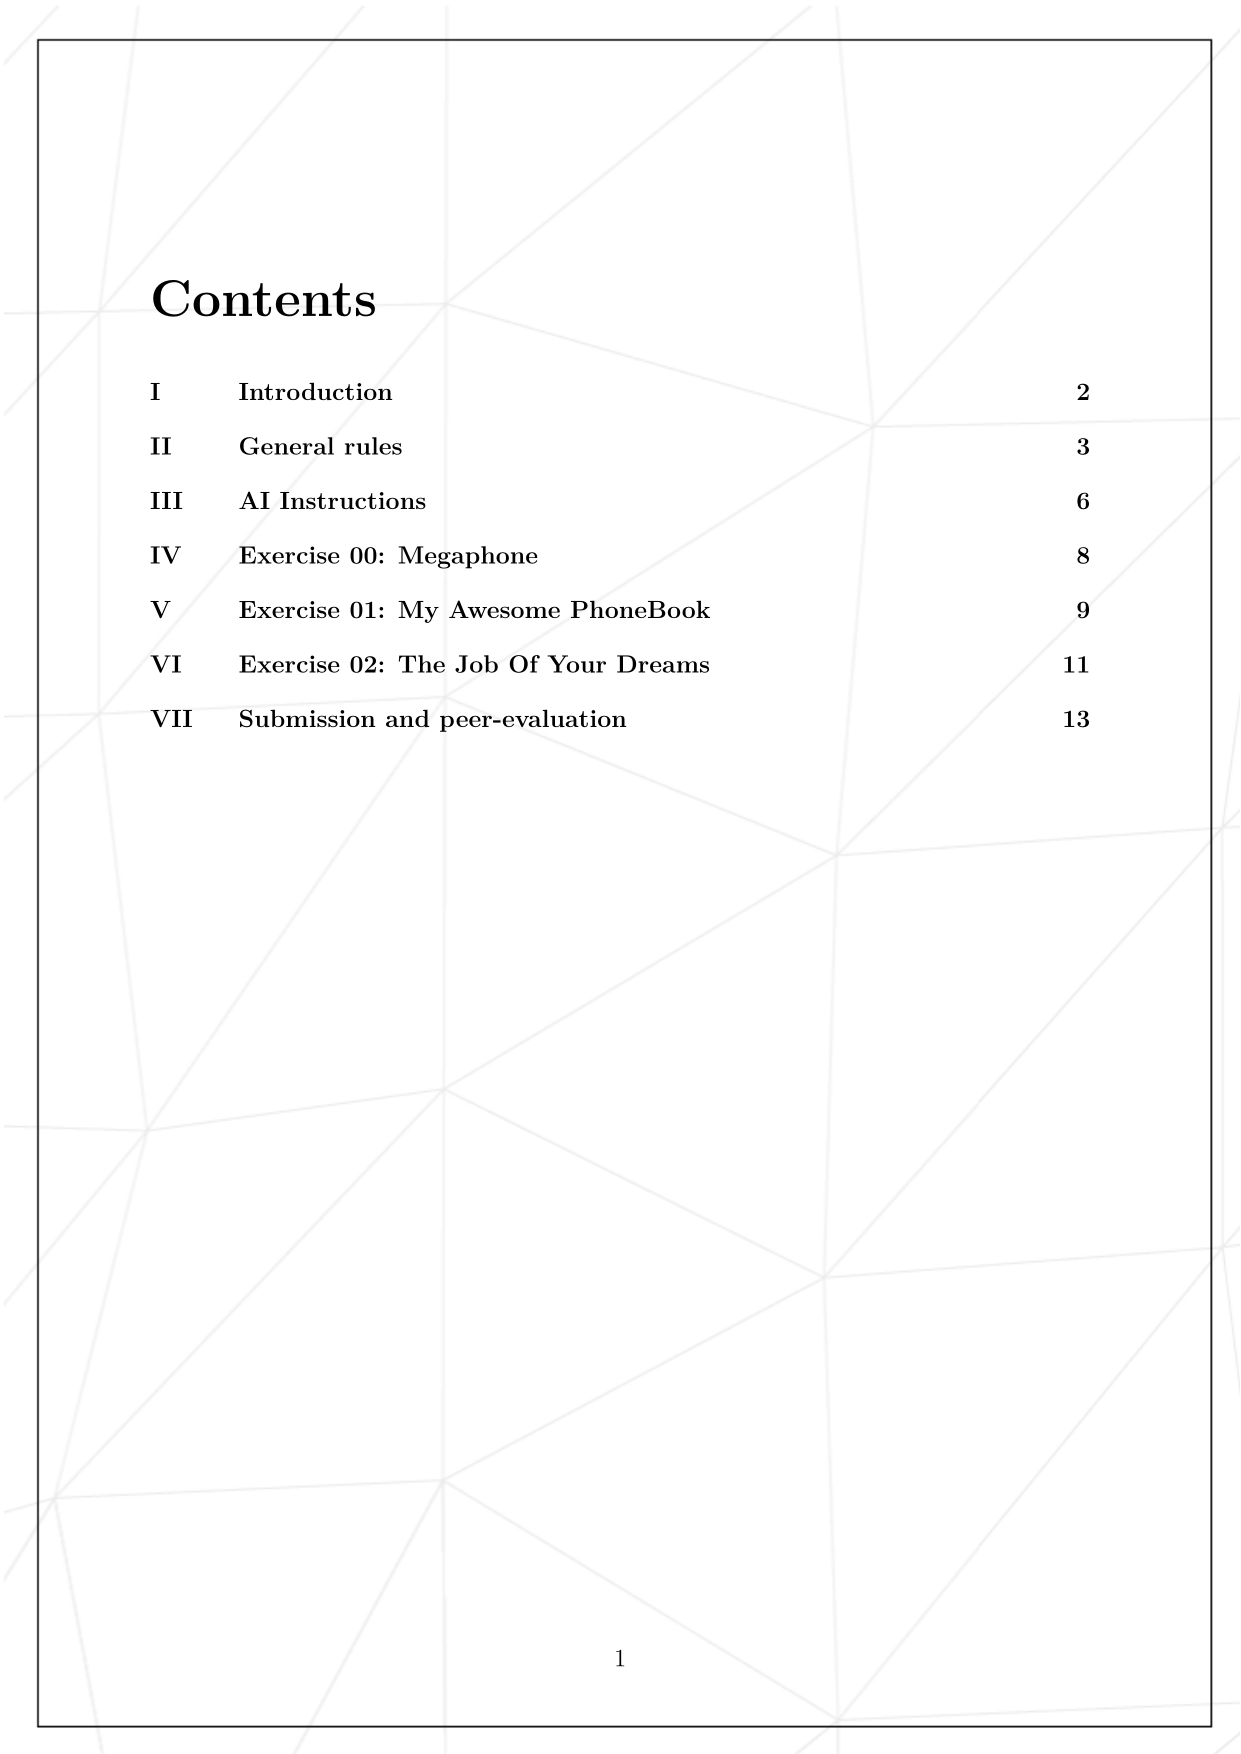 Contents
I Introduction 2
II General rules 3
III AI Instructions 6
IV Exercise 00: Megaphone 8
V Exercise 01: My Awesome PhoneBook 9
VI Exercise 02: The Job Of Your Dreams 11
VII Submission and peer-evaluation 13
1